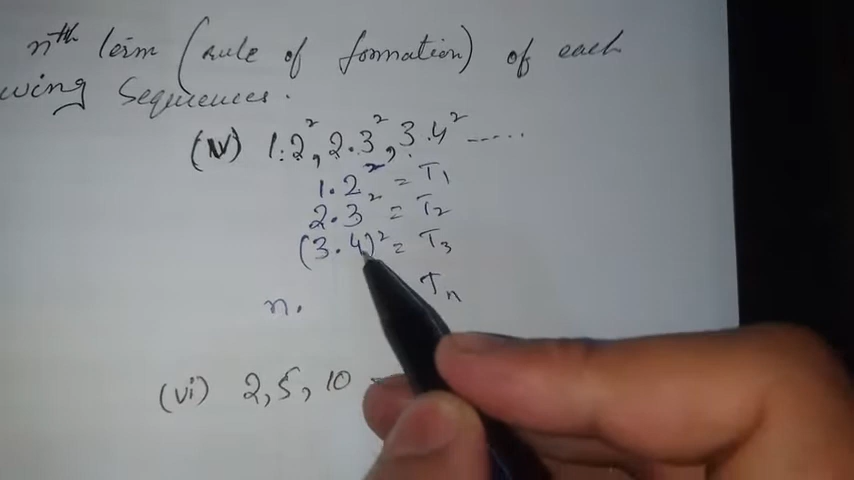 nth term (rule of formation) of each
wing Sequences.
(iv) 1.2², 2.3², 3.4² .....
1.2² = T₁
2.3² = T₂
(3.4)² = T₃
n. Tₙ
(vi) 2, 5, 10